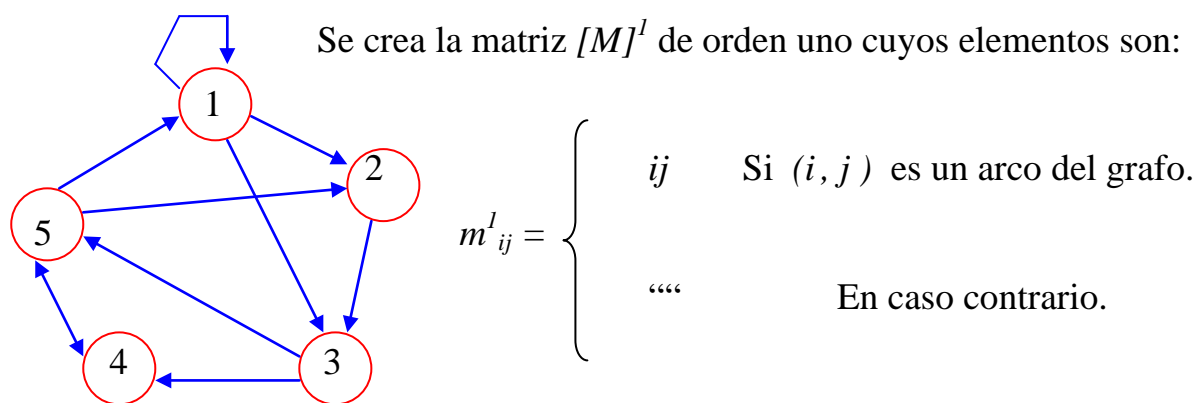 Se crea la matriz [M]¹ de orden uno cuyos elementos son:
1
2
5
4
3
m¹ij =
ij Si (i, j) es un arco del grafo.
““ En caso contrario.